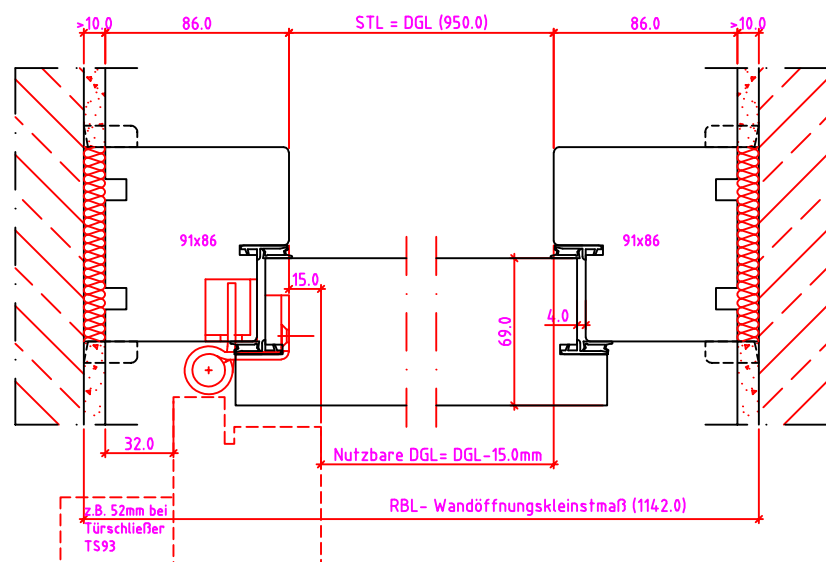 >10.0
86.0
STL = DGL (950.0)
86.0
>10.0
91x86
91x86
15.0
4.0
69.0
32.0
Nutzbare DGL= DGL-15.0mm
RBL- Wandöffnungskleinstmaß (1142.0)
z.B. 52mm bei
Türschließer
TS93